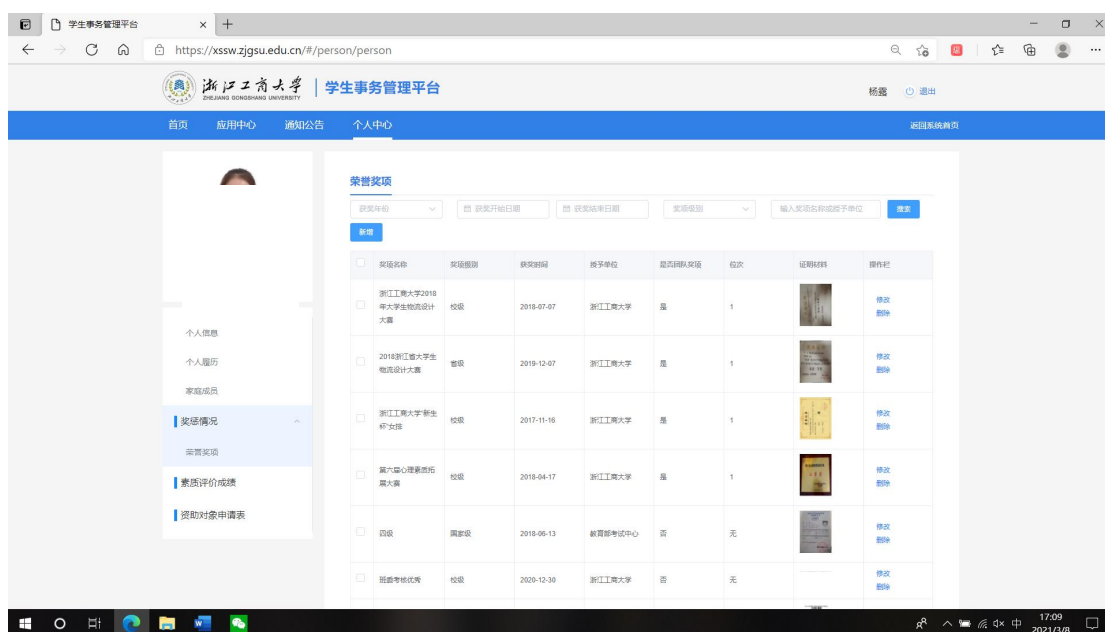 学生事务管理平台
https://xssw.zjgsu.edu.cn/#/person/person
浙江工商大学
ZHEJIANG GONGSHANG UNIVERSITY
学生事务管理平台
杨露 退出
首页 应用中心 通知公告 个人中心 返回系统首页
荣誉奖项
获奖年份 获奖开始日期 获奖结束日期 奖项级别 输入奖项名称或授予单位 搜索
新增
奖项名称 奖项级别 获奖时间 授予单位 是否团队奖项 位次 证明材料 操作栏
浙江工商大学2018
年大学生物流设计
大赛
校级 2018-07-07 浙江工商大学 是 1 修改
删除
2018浙江省大学生
物流设计大赛
省级 2019-12-07 浙江工商大学 是 1 修改
删除
浙江工商大学“新生
杯”女排
校级 2017-11-16 浙江工商大学 是 1 修改
删除
第六届心理素质拓
展大赛
校级 2018-04-17 浙江工商大学 是 1 修改
删除
四级 国家级 2018-06-13 教育部考试中心 否 无 修改
删除
班委考核优秀 校级 2020-12-30 浙江工商大学 否 无 修改
删除
个人信息
个人履历
家庭成员
奖惩情况
荣誉奖项
素质评价成绩
资助对象申请表
中
17:09
2021/3/8